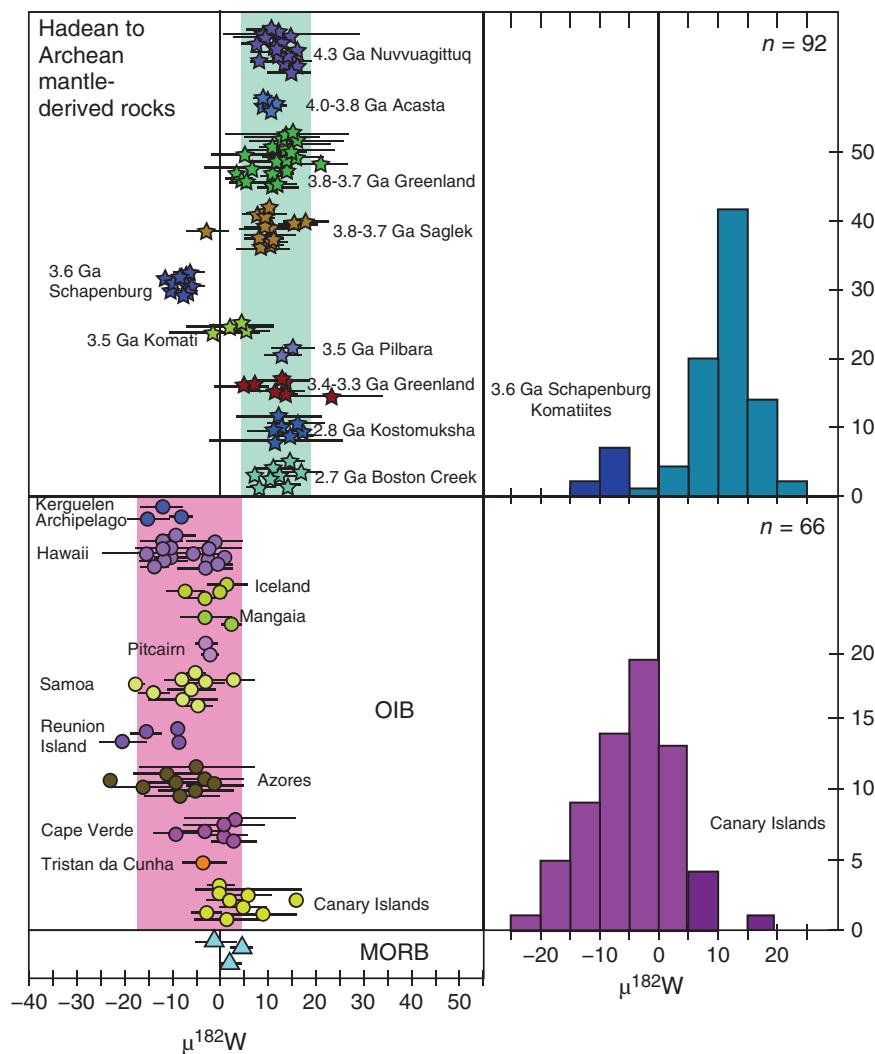 Hadean to
Archean
mantle-
derived rocks
4.3 Ga Nuvvuagittuq
4.0-3.8 Ga Acasta
3.8-3.7 Ga Greenland
3.8-3.7 Ga Saglek
3.6 Ga
Schapenburg
3.5 Ga Komati
3.5 Ga Pilbara
3.4-3.3 Ga Greenland
2.8 Ga Kostomuksha
2.7 Ga Boston Creek
n = 92
3.6 Ga Schapenburg
Komatiites
50
40
30
20
10
0
Kerguelen
Archipelago
Hawaii
Iceland
Mangaia
Pitcairn
Samoa
OIB
Reunion
Island
Azores
Cape Verde
Tristan da Cunha
Canary Islands
MORB
n = 66
Canary Islands
20
15
10
5
0
−40 −30 −20 −10 0 10 20 30 40 50
μ¹⁸²W
−20 −10 0 10 20
μ¹⁸²W